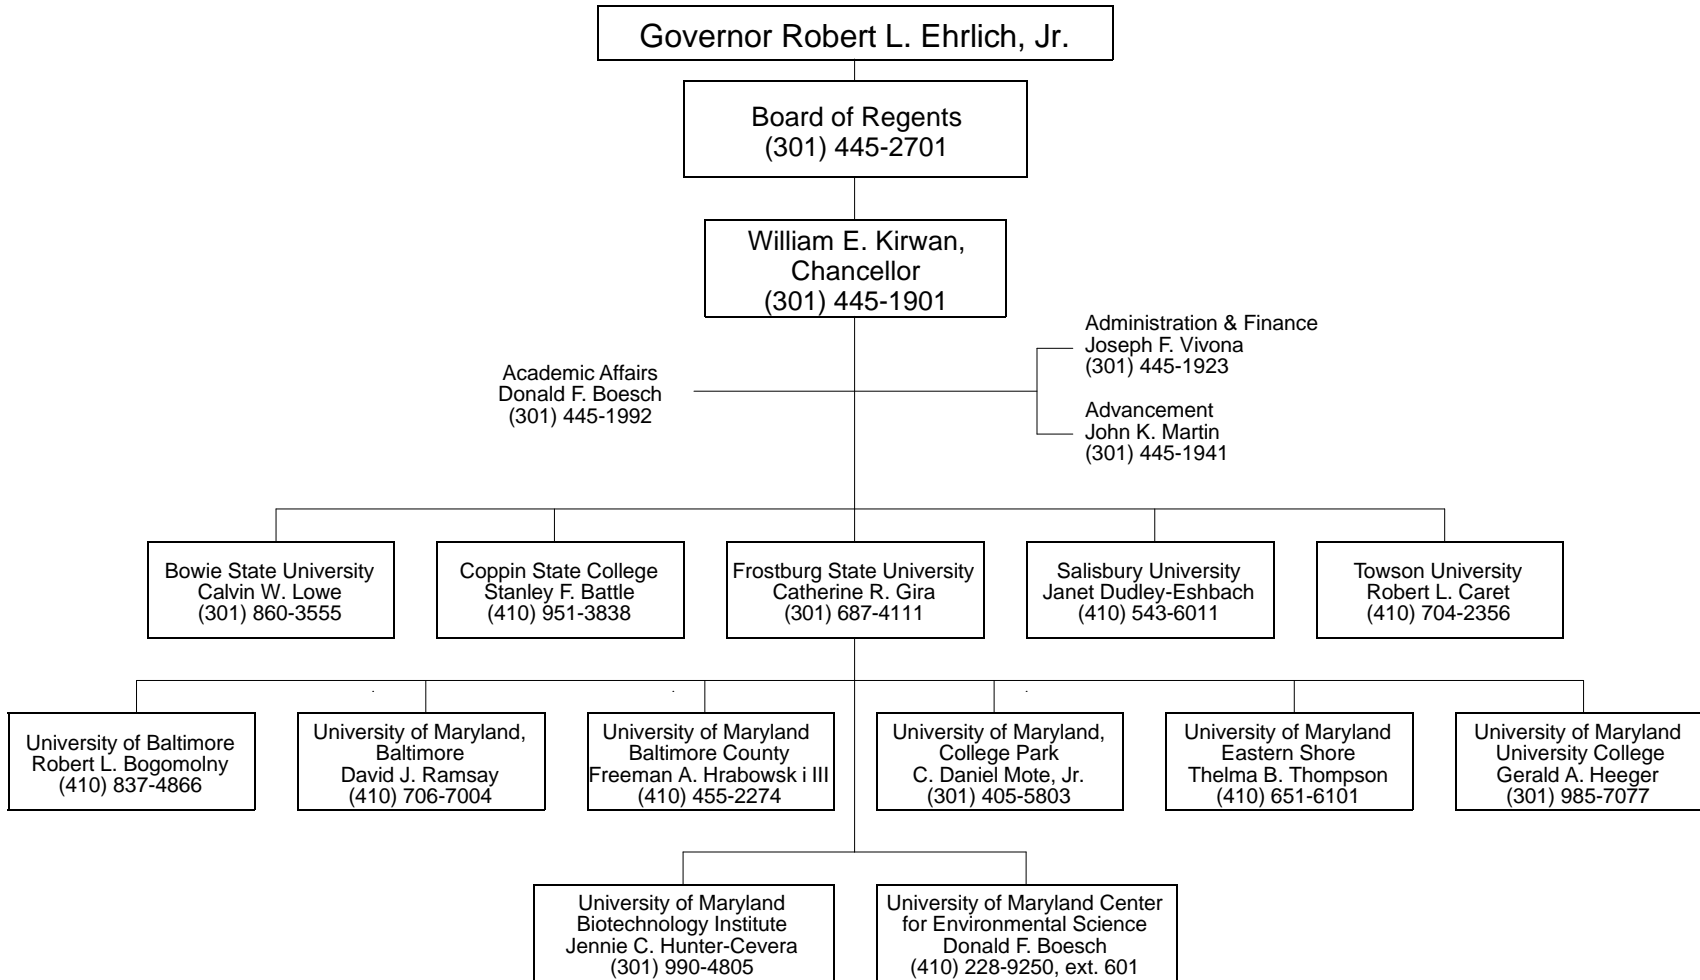 Governor Robert L. Ehrlich, Jr.
Board of Regents
(301) 445-2701
William E. Kirwan,
Chancellor
(301) 445-1901
Academic Affairs
Donald F. Boesch
(301) 445-1992
Administration & Finance
Joseph F. Vivona
(301) 445-1923
Advancement
John K. Martin
(301) 445-1941
Bowie State University
Calvin W. Lowe
(301) 860-3555
Coppin State College
Stanley F. Battle
(410) 951-3838
Frostburg State University
Catherine R. Gira
(301) 687-4111
Salisbury University
Janet Dudley-Eshbach
(410) 543-6011
Towson University
Robert L. Caret
(410) 704-2356
University of Baltimore
Robert L. Bogomolny
(410) 837-4866
University of Maryland,
Baltimore
David J. Ramsay
(410) 706-7004
University of Maryland
Baltimore County
Freeman A. Hrabowsk i III
(410) 455-2274
University of Maryland,
College Park
C. Daniel Mote, Jr.
(301) 405-5803
University of Maryland
Eastern Shore
Thelma B. Thompson
(410) 651-6101
University of Maryland
University College
Gerald A. Heeger
(301) 985-7077
University of Maryland
Biotechnology Institute
Jennie C. Hunter-Cevera
(301) 990-4805
University of Maryland Center
for Environmental Science
Donald F. Boesch
(410) 228-9250, ext. 601